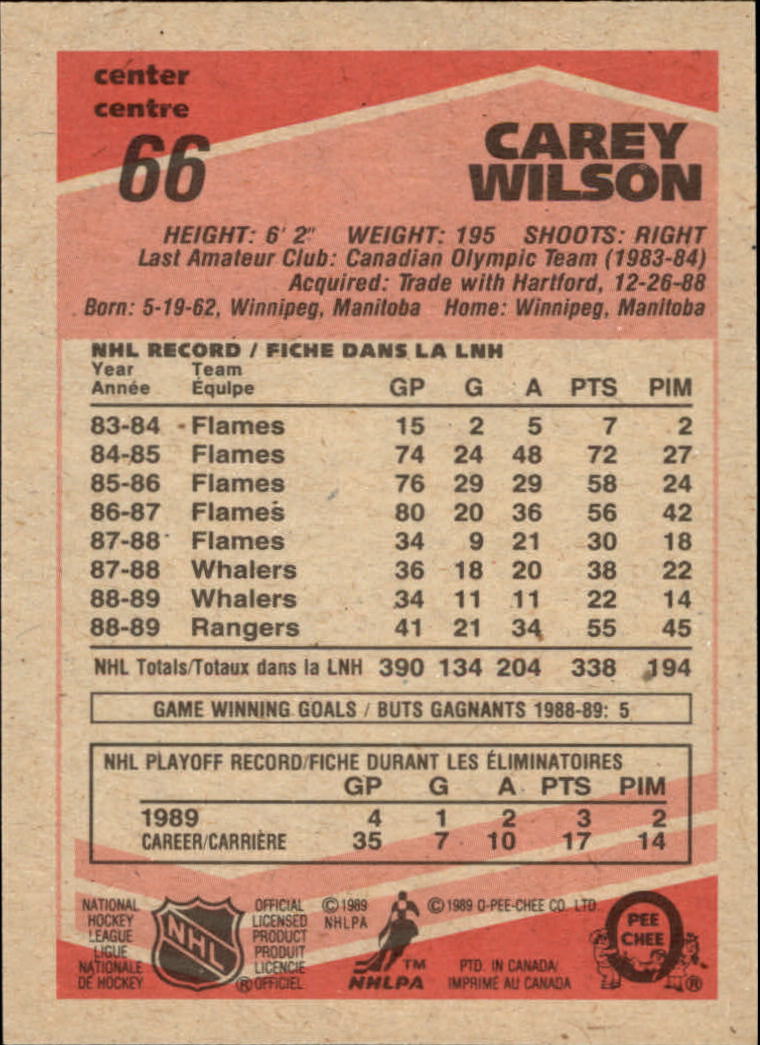 center
centre
66
CAREY
WILSON
HEIGHT: 6' 2" WEIGHT: 195 SHOOTS: RIGHT
Last Amateur Club: Canadian Olympic Team (1983-84)
Acquired: Trade with Hartford, 12-26-88
Born: 5-19-62, Winnipeg, Manitoba Home: Winnipeg, Manitoba
NHL RECORD / FICHE DANS LA LNH
Year Team
Année Équipe GP G A PTS PIM
83-84 Flames 15 2 5 7 2
84-85 Flames 74 24 48 72 27
85-86 Flames 76 29 29 58 24
86-87 Flames 80 20 36 56 42
87-88 Flames 34 9 21 30 18
87-88 Whalers 36 18 20 38 22
88-89 Whalers 34 11 11 22 14
88-89 Rangers 41 21 34 55 45
NHL Totals/Totaux dans la LNH 390 134 204 338 194
GAME WINNING GOALS / BUTS GAGNANTS 1988-89: 5
NHL PLAYOFF RECORD/FICHE DURANT LES ÉLIMINATOIRES
GP G A PTS PIM
1989 4 1 2 3 2
CAREER/CARRIÈRE 35 7 10 17 14
NATIONAL
HOCKEY
LEAGUE
LIGUE
NATIONALE
DE HOCKEY
NHL
OFFICIAL
LICENSED
PRODUCT
PRODUIT
LICENCIE
® OFFICIEL
© 1989
NHLPA
TM
NHLPA
© 1989 O-PEE-CHEE CO. LTD.
PTD. IN CANADA/
IMPRIMÉ AU CANADA
O
PEE
CHEE
®